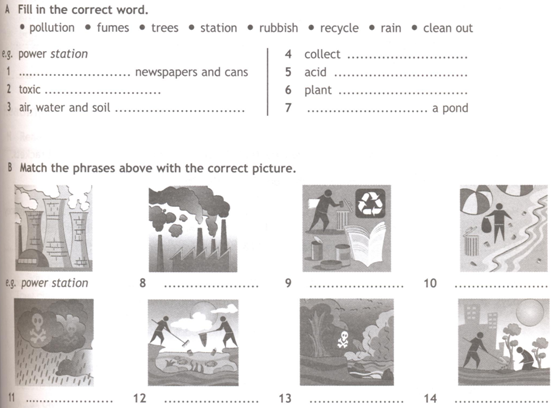 A Fill in the correct word.
• pollution • fumes • trees • station • rubbish • recycle • rain • clean out
e.g. power station
1 ............................ newspapers and cans
2 toxic .............................
3 air, water and soil ................................
4 collect ..............................
5 acid .................................
6 plant ................................
7 ..................................... a pond
B Match the phrases above with the correct picture.
e.g. power station 8 ........................ 9 ........................ 10 ........................
11 ...................... 12 ........................ 13 ........................ 14 ........................